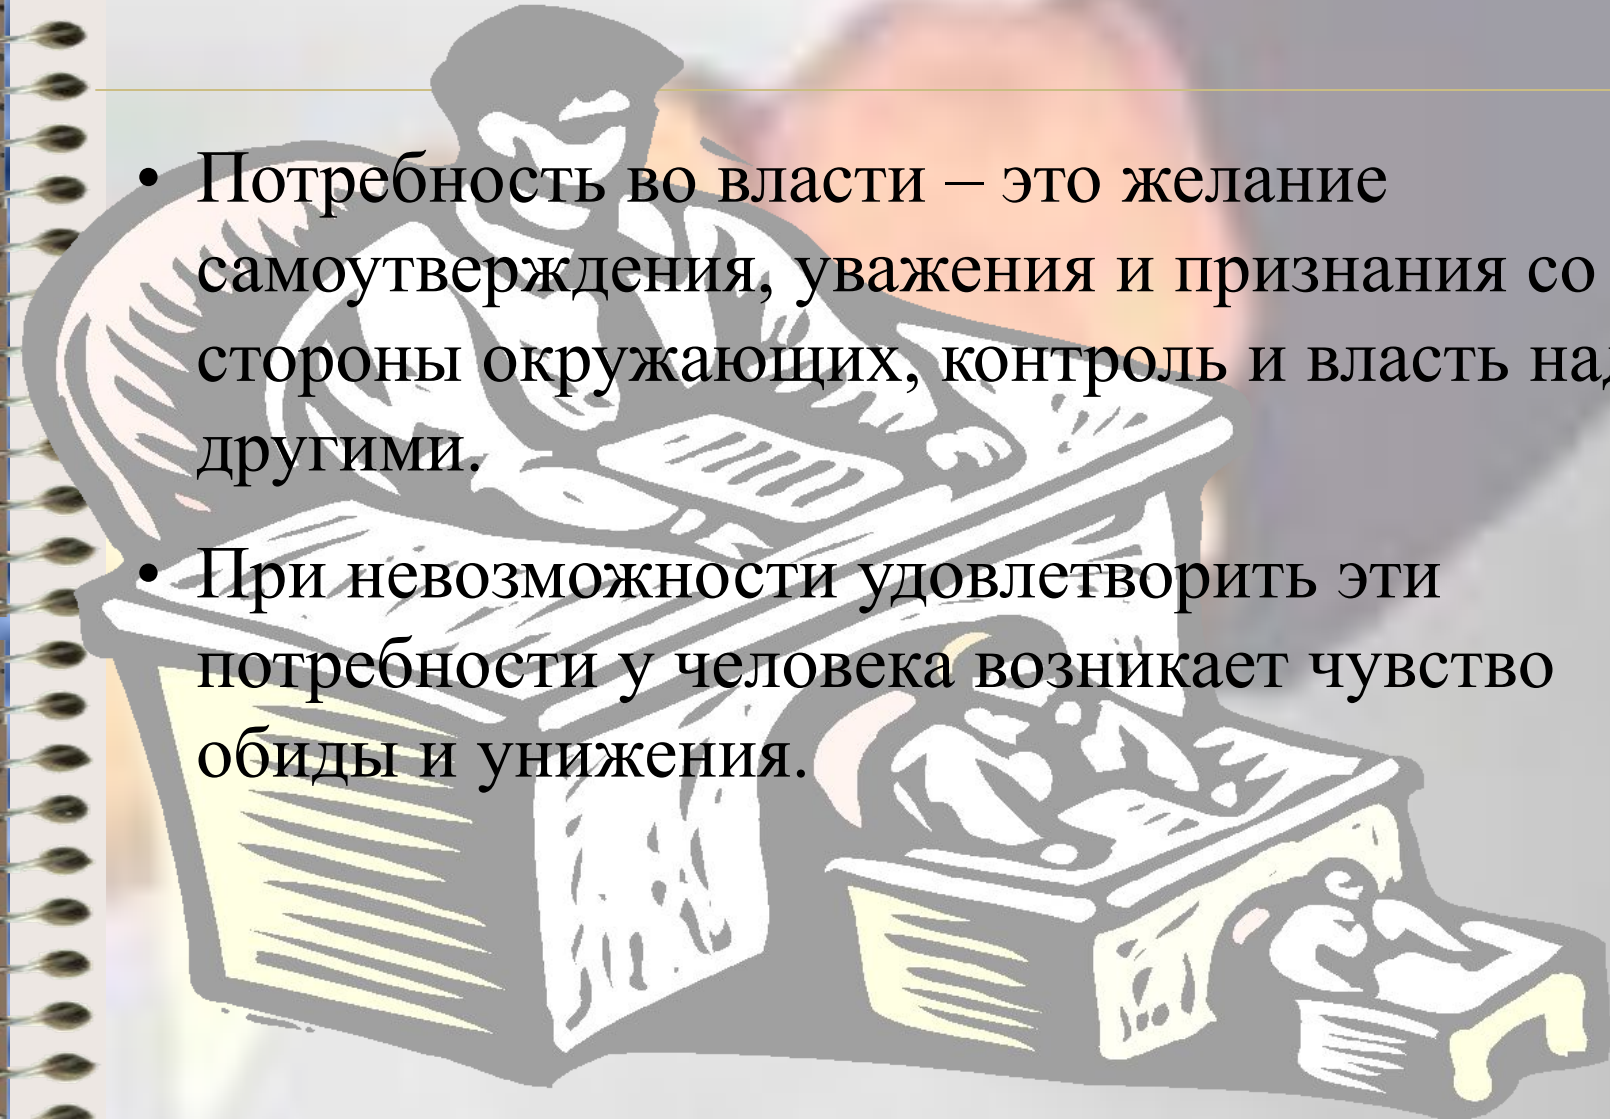 • Потребность во власти – это желание
самоутверждения, уважения и признания со
стороны окружающих, контроль и власть над
другими.
• При невозможности удовлетворить эти
потребности у человека возникает чувство
обиды и унижения.